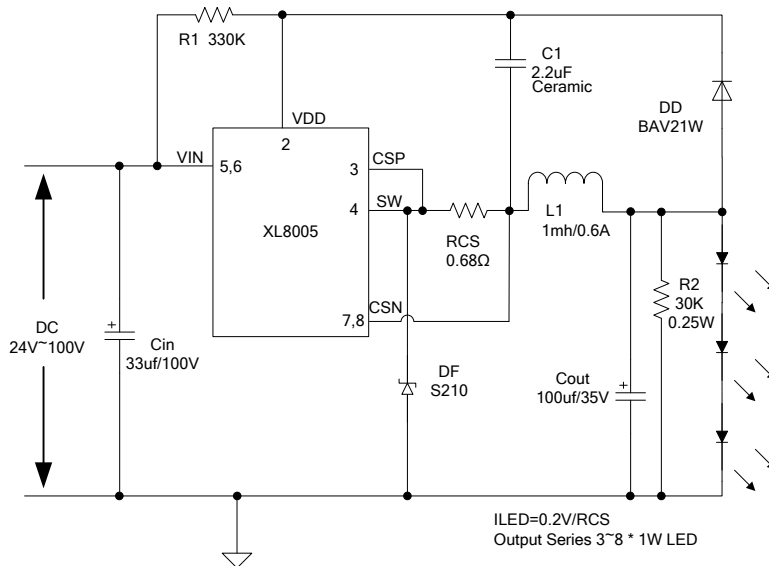 R1 330K
C1
2.2uF
Ceramic
DD
BAV21W
VDD
2
VIN
5,6
CSP
3
SW
4
XL8005
RCS
0.68Ω
L1
1mh/0.6A
CSN
7,8
R2
30K
0.25W
DC
24V~100V
Cin
33uf/100V
+
DF
S210
Cout
100uf/35V
+
ILED=0.2V/RCS
Output Series 3~8 * 1W LED